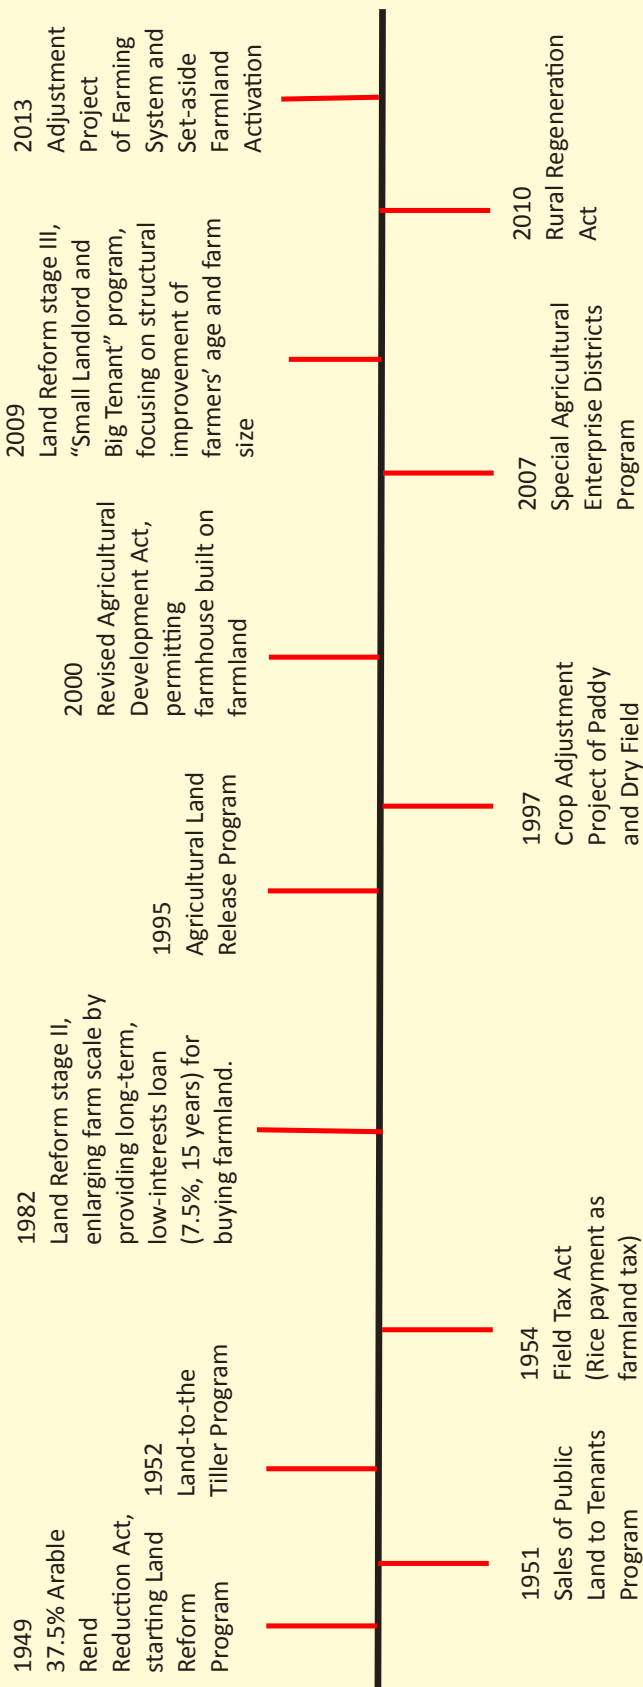 1949
37.5% Arable
Rend
Reduction Act,
starting Land
Reform
Program
1951
Sales of Public
Land to Tenants
Program
1952
Land-to-the
Tiller Program
1954
Field Tax Act
(Rice payment as
farmland tax)
1982
Land Reform stage II,
enlarging farm scale by
providing long-term,
low-interests loan
(7.5%, 15 years) for
buying farmland.
1995
Agricultural Land
Release Program
1997
Crop Adjustment
Project of Paddy
and Dry Field
2000
Revised Agricultural
Development Act,
permitting
farmhouse built on
farmland
2007
Special Agricultural
Enterprise Districts
Program
2009
Land Reform stage III,
“Small Landlord and
Big Tenant” program,
focusing on structural
improvement of
farmers’ age and farm
size
2010
Rural Regeneration
Act
2013
Adjustment
Project
of Farming
System and
Set-aside
Farmland
Activation